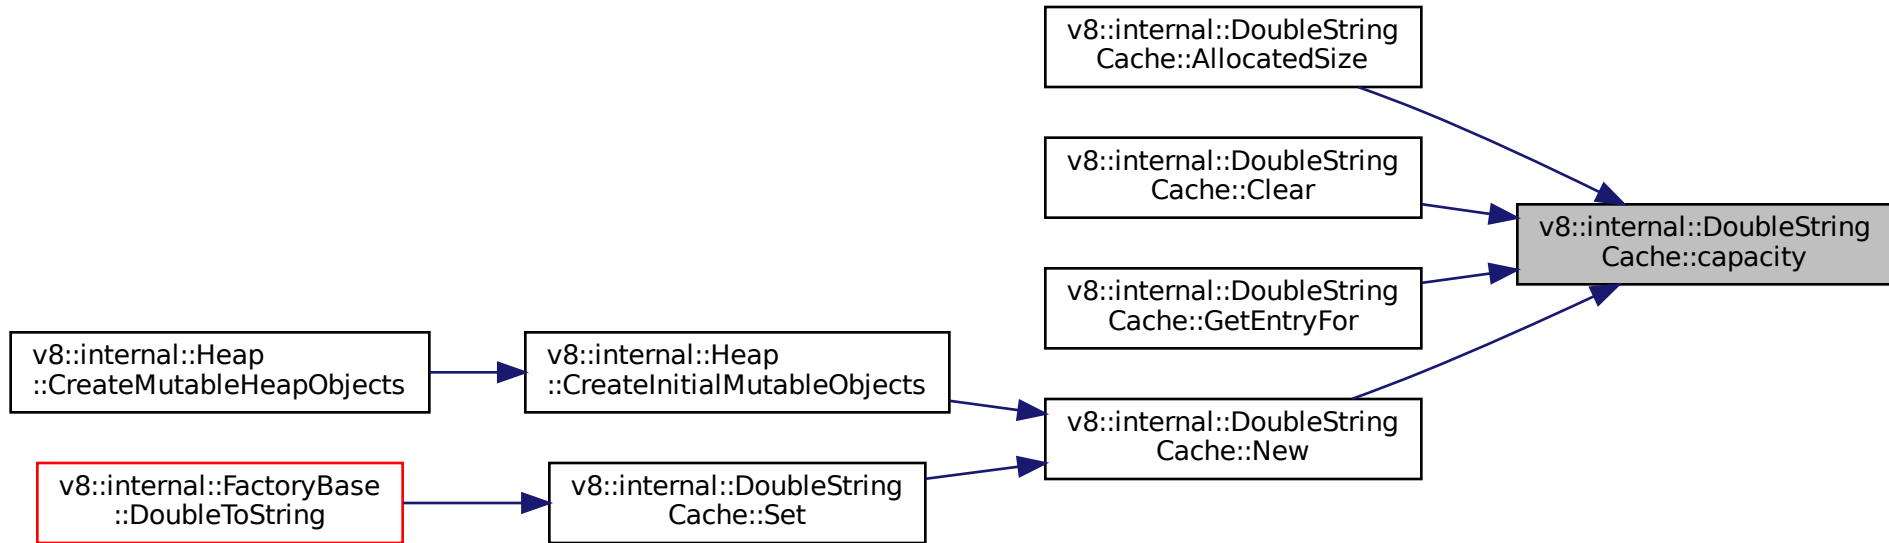 v8::internal::DoubleString
Cache::AllocatedSize
v8::internal::DoubleString
Cache::Clear
v8::internal::DoubleString
Cache::capacity
v8::internal::DoubleString
Cache::GetEntryFor
v8::internal::Heap
::CreateMutableHeapObjects
v8::internal::Heap
::CreateInitialMutableObjects
v8::internal::DoubleString
Cache::New
v8::internal::FactoryBase
::DoubleToString
v8::internal::DoubleString
Cache::Set